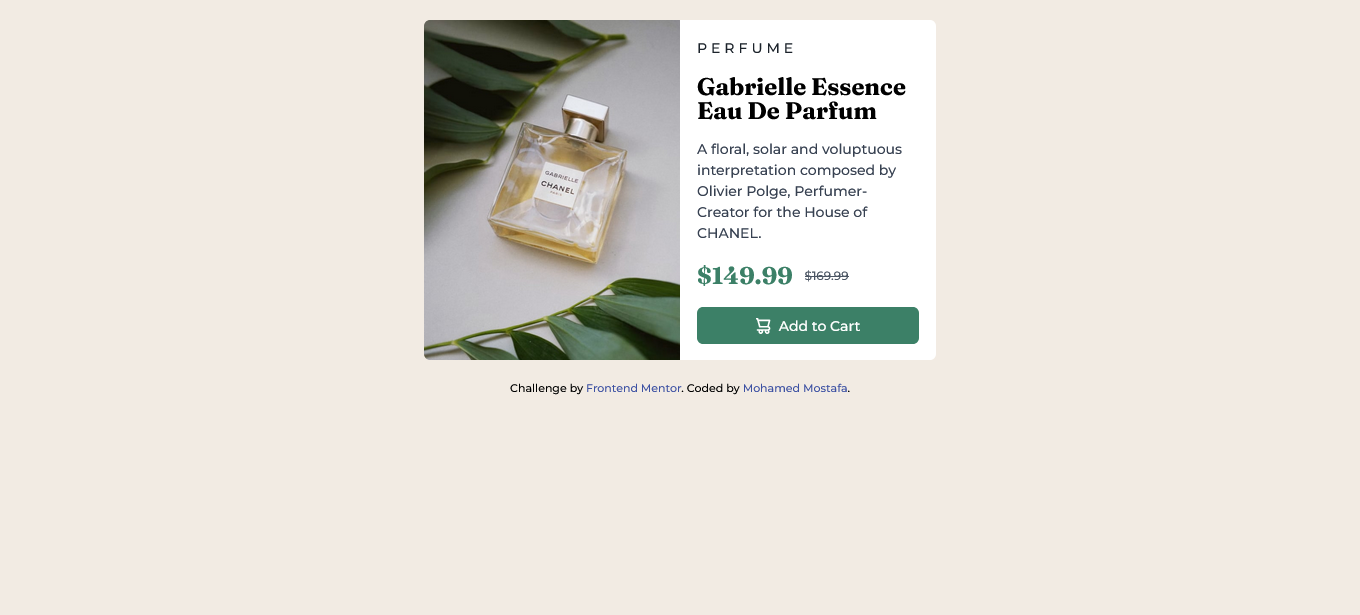 PERFUME
Gabrielle Essence
Eau De Parfum
A floral, solar and voluptuous
interpretation composed by
Olivier Polge, Perfumer-
Creator for the House of
CHANEL.
$149.99 $169.99
Add to Cart
GABRIELLE
CHANEL
PARIS
Challenge by Frontend Mentor. Coded by Mohamed Mostafa.